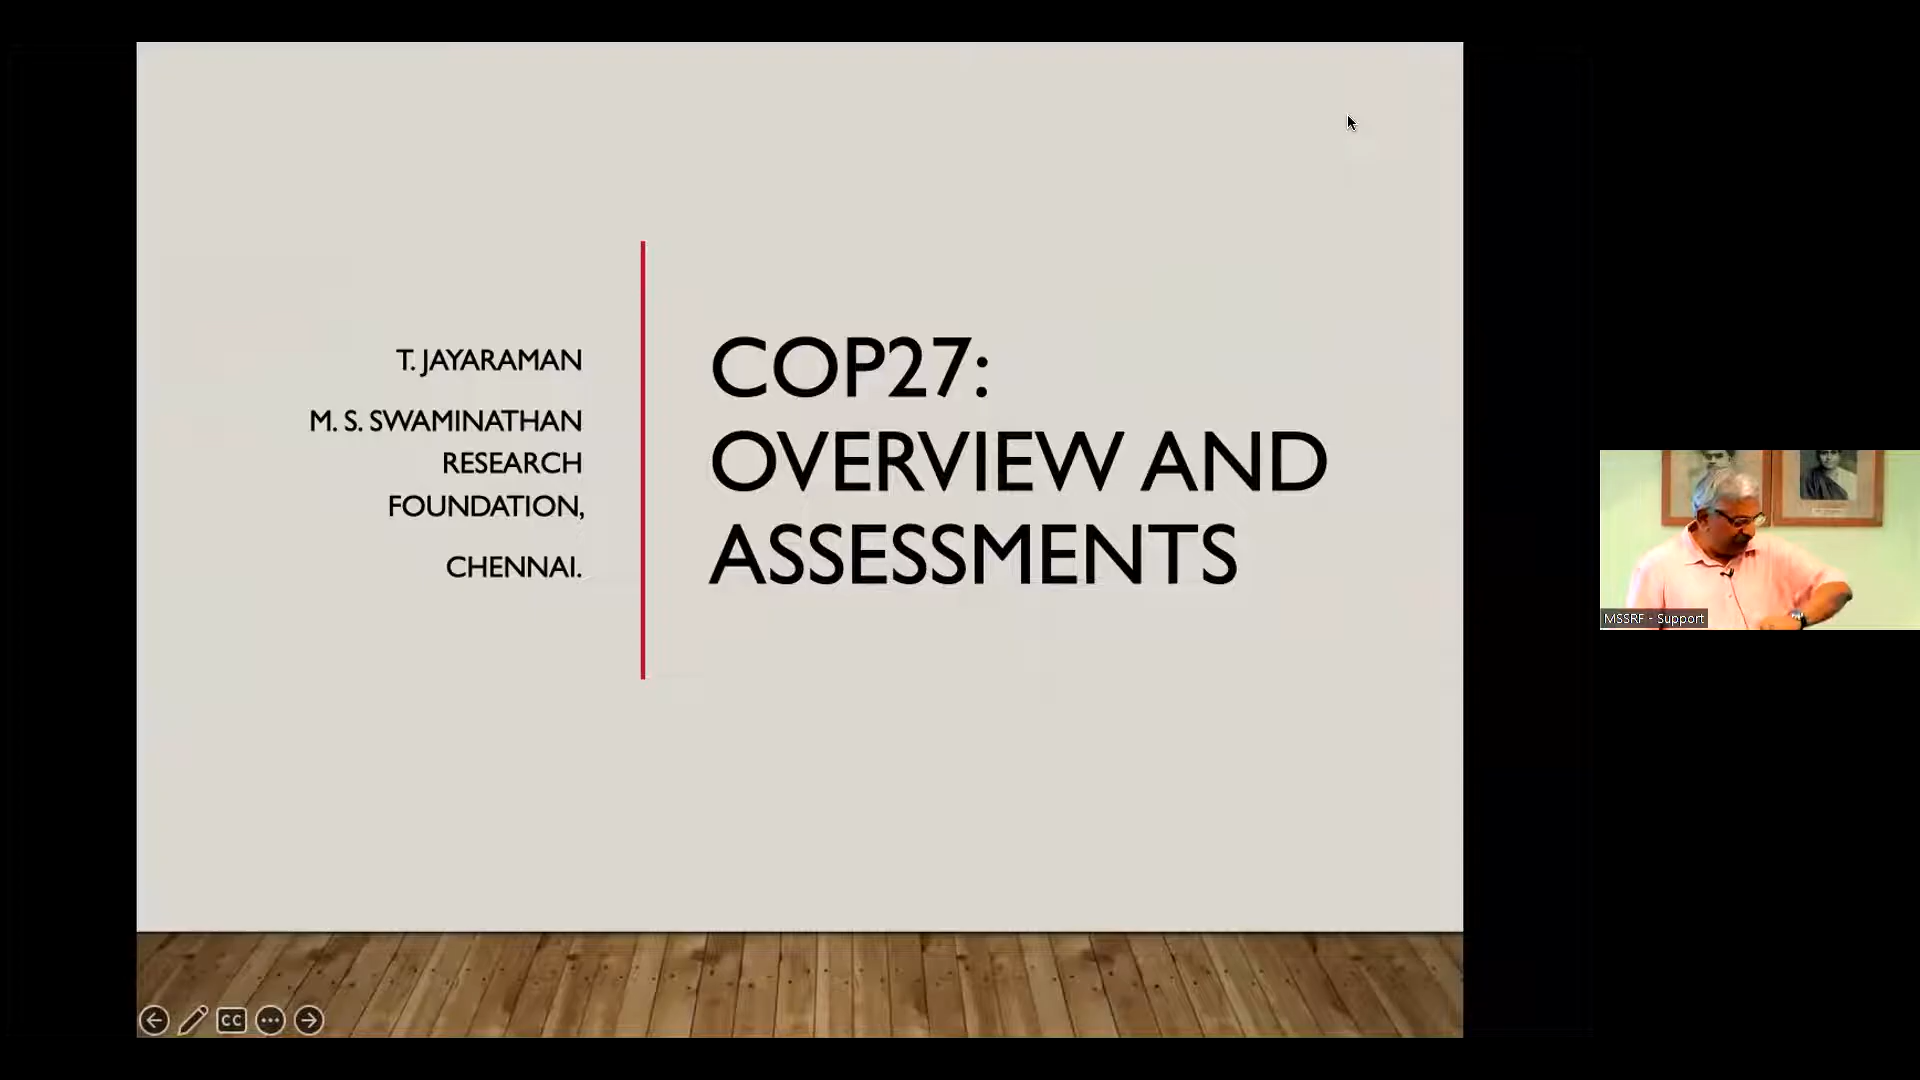 T. JAYARAMAN
M. S. SWAMINATHAN
RESEARCH
FOUNDATION,
CHENNAI.
COP27:
OVERVIEW AND
ASSESSMENTS
MSSRF - Support
CC